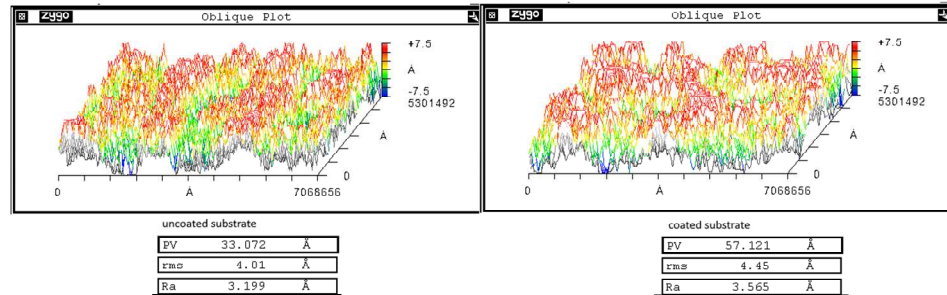 zygo Oblique Plot
+7.5
Å
-7.5
5301492
Å
0
0 Å 7068656
uncoated substrate
PV 33.072 Å
rms 4.01 Å
Ra 3.199 Å
zygo Oblique Plot
+7.5
Å
-7.5
5301492
Å
0
0 Å 7068656
coated substrate
PV 57.121 Å
rms 4.45 Å
Ra 3.565 Å